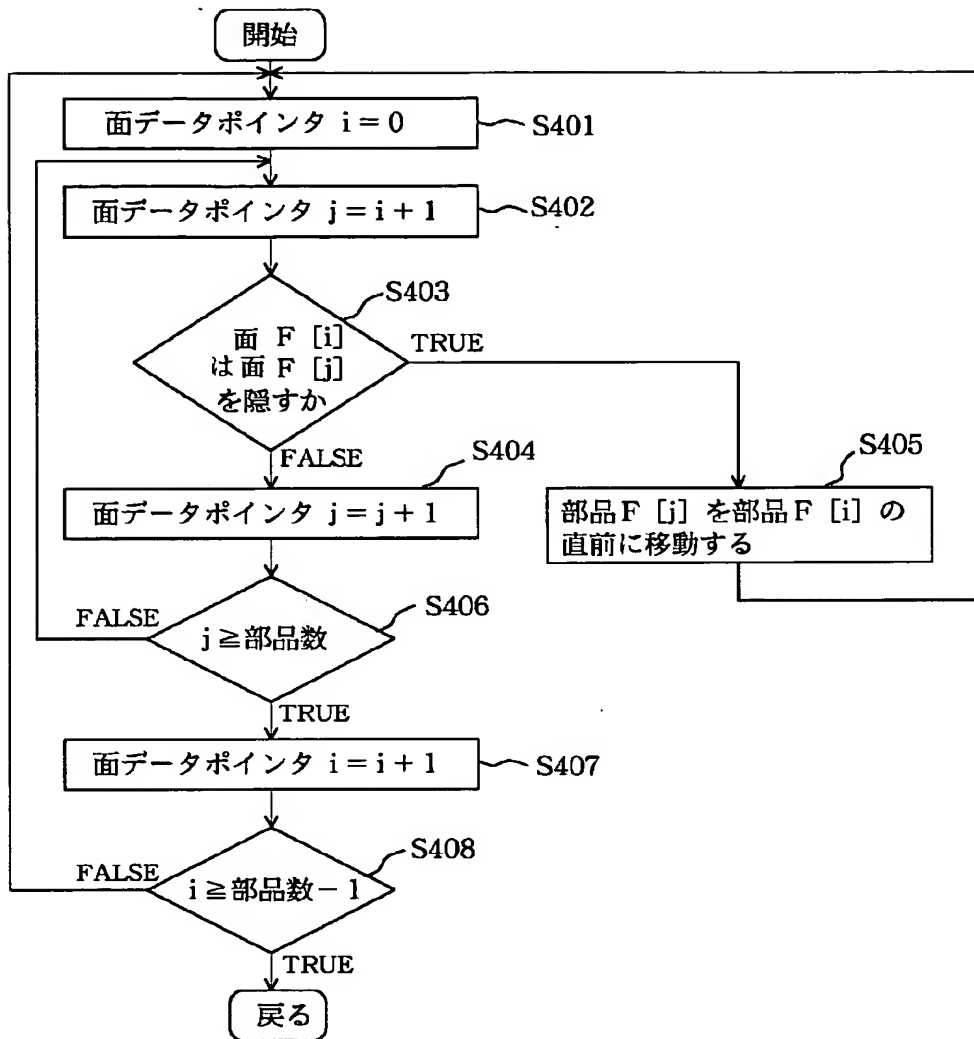 開始
面データポインタ i=0
S401
面データポインタ j=i+1
S402
S403
面 F [i]
は面 F [j]
を隠すか
TRUE
FALSE
S404
面データポインタ j=j+1
S405
部品F [j] を部品F [i] の
直前に移動する
FALSE
S406
j≧部品数
TRUE
面データポインタ i=i+1
S407
FALSE
S408
i≧部品数-1
TRUE
戻る